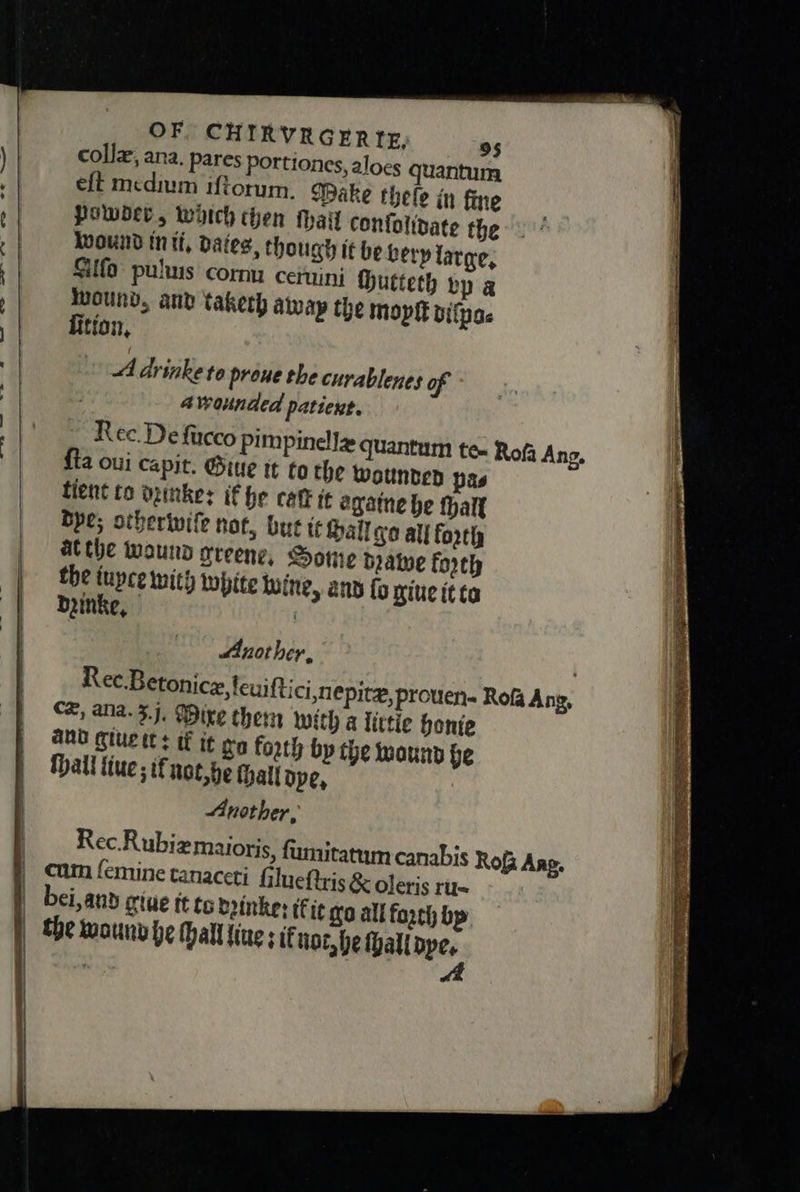 OF CHIRVRGERIE, 95
collæ, ana. pares portiones, aloes quantum
eſt medium iſtorum. Make theſe in fine
powder, which then ſhall conſolidate the
wound in ii, daies, though it be very large,
Alſo puluis cornu ceruini ſhutteth vp a
wound, and taketh away the moyſt diſpo-
ſition,
A drinke to proue the curablenes of
a wounded patient.
Rec. De ſucco pimpinellæ quantum te- Roſa Ang.
ſta oui capit. Giue it to the wounded pa-
tient to drinke: if he caſt it againe he ſhall
dye; otherwiſe not, but it ſhall go all forth
at the wound greene, Some drawe forth
the iuyce with white wine, and ſo giue it to
drinke,
Another,
Rec. Betonicæ, leuiſtici, nepitæ, prouen- Roſa Ang,
cæ, ana. ʒ.j. Mixe them with a little honie
and giue it: if it go forth by the wound he
ſhall liue; if not, he ſhall dye,
Another,
Rec. Rubiæ maioris, fumitatum canabis Roſa Ang.
cum ſemine tanaceti ſilueſtris & oleris ru-
bei, and giue it to drinke: if it go all forth by
the wound he ſhall liue: if not, he ſhall dye,
A